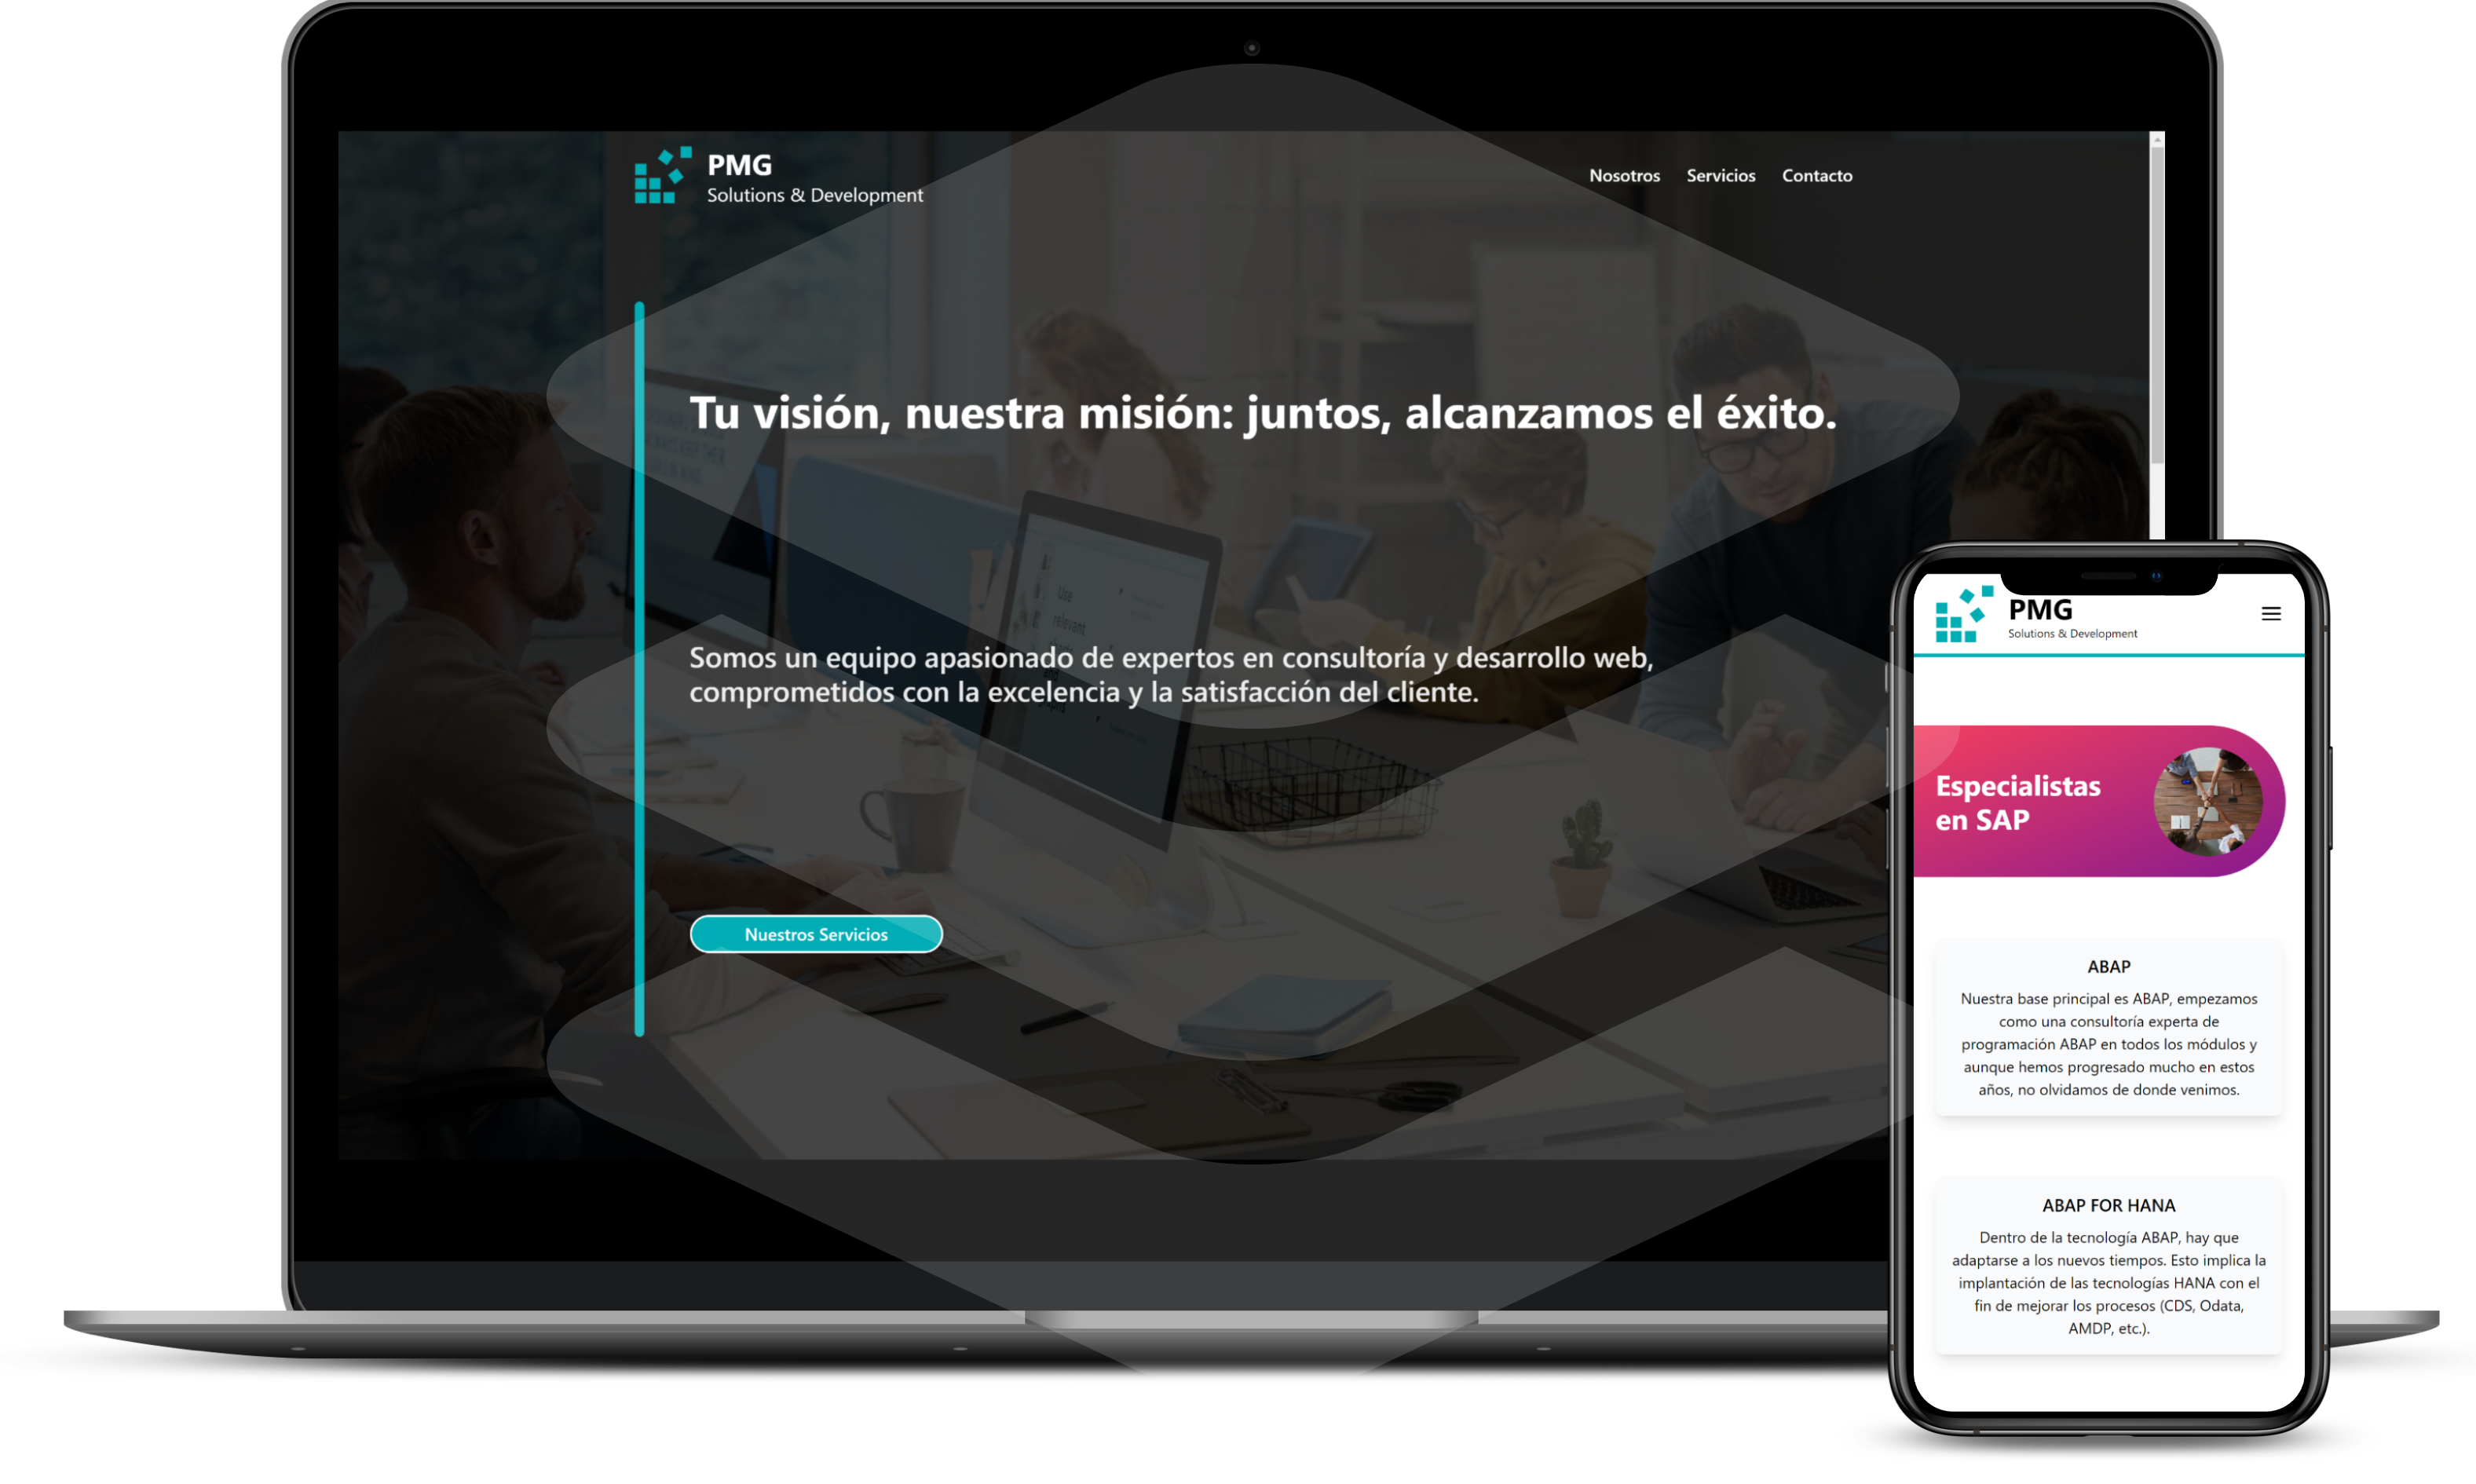 PMG
Solutions & Development
Nosotros Servicios Contacto
Tu visión, nuestra misión: juntos, alcanzamos el éxito.
Somos un equipo apasionado de expertos en consultoría y desarrollo web,
comprometidos con la excelencia y la satisfacción del cliente.
Use
relevant
Nuestros Servicios
PMG
Solutions & Development
Especialistas
en SAP
ABAP
Nuestra base principal es ABAP, empezamos
como una consultoría experta de
programación ABAP en todos los módulos y
aunque hemos progresado mucho en estos
años, no olvidamos de donde venimos.
ABAP FOR HANA
Dentro de la tecnología ABAP, hay que
adaptarse a los nuevos tiempos. Esto implica la
implantación de las tecnologías HANA con el
fin de mejorar los procesos (CDS, Odata,
AMDP, etc.).